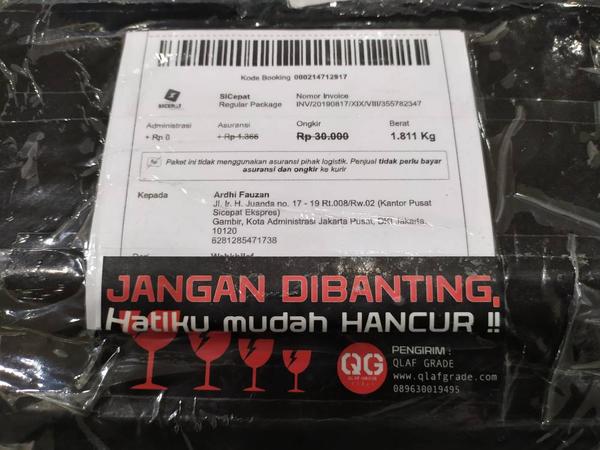 Kode Booking 000214712917
SICEPAT
SiCepat
Regular Package
Nomor Invoice
INV/20190817/XIX/VIII/355782347
Administrasi
+ Rp 0
Asuransi
+ Rp 1.366
Ongkir
Rp 30.000
Berat
1.811 Kg
Paket ini tidak menggunakan asuransi pihak logistik. Penjual tidak perlu bayar
asuransi dan ongkir ke kurir
Kepada
Ardhi Fauzan
Jl. Ir. H. Juanda no. 17 - 19 Rt.008/Rw.02 (Kantor Pusat
Sicepat Ekspres)
Gambir, Kota Administrasi Jakarta Pusat, DKI Jakarta,
10120
6281285471738
JANGAN DIBANTING,
Hatiku mudah HANCUR !!
QG
QLAF GRADE
PENGIRIM :
QLAF GRADE
www.qlafgrade.com
089630019495